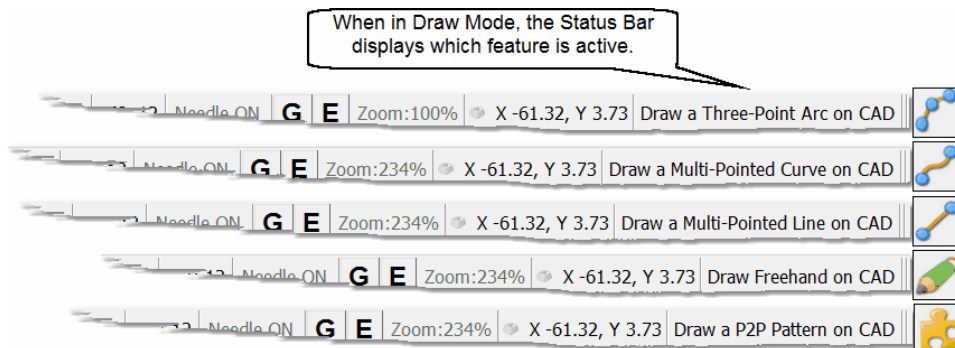 When in Draw Mode, the Status Bar
displays which feature is active.
Needle ON G E Zoom:100% X -61.32, Y 3.73 Draw a Three-Point Arc on CAD
Needle ON G E Zoom:234% X -61.32, Y 3.73 Draw a Multi-Pointed Curve on CAD
Needle ON G E Zoom:234% X -61.32, Y 3.73 Draw a Multi-Pointed Line on CAD
Needle ON G E Zoom:234% X -61.32, Y 3.73 Draw Freehand on CAD
Needle ON G E Zoom:234% X -61.32, Y 3.73 Draw a P2P Pattern on CAD